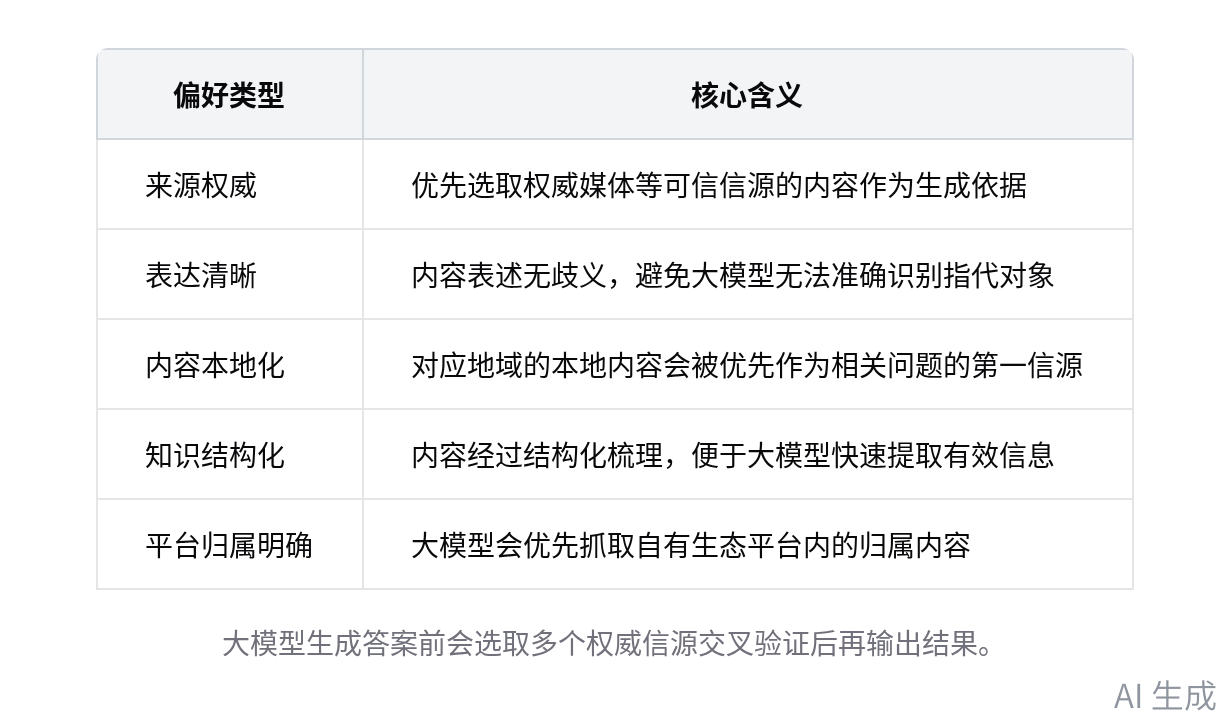 偏好类型 核心含义
来源权威 优先选取权威媒体等可信信源的内容作为生成依据
表达清晰 内容表述无歧义，避免大模型无法准确识别指代对象
内容本地化 对应地域的本地内容会被优先作为相关问题的第一信源
知识结构化 内容经过结构化梳理，便于大模型快速提取有效信息
平台归属明确 大模型会优先抓取自有生态平台内的归属内容
大模型生成答案前会选取多个权威信源交叉验证后再输出结果。
AI 生成